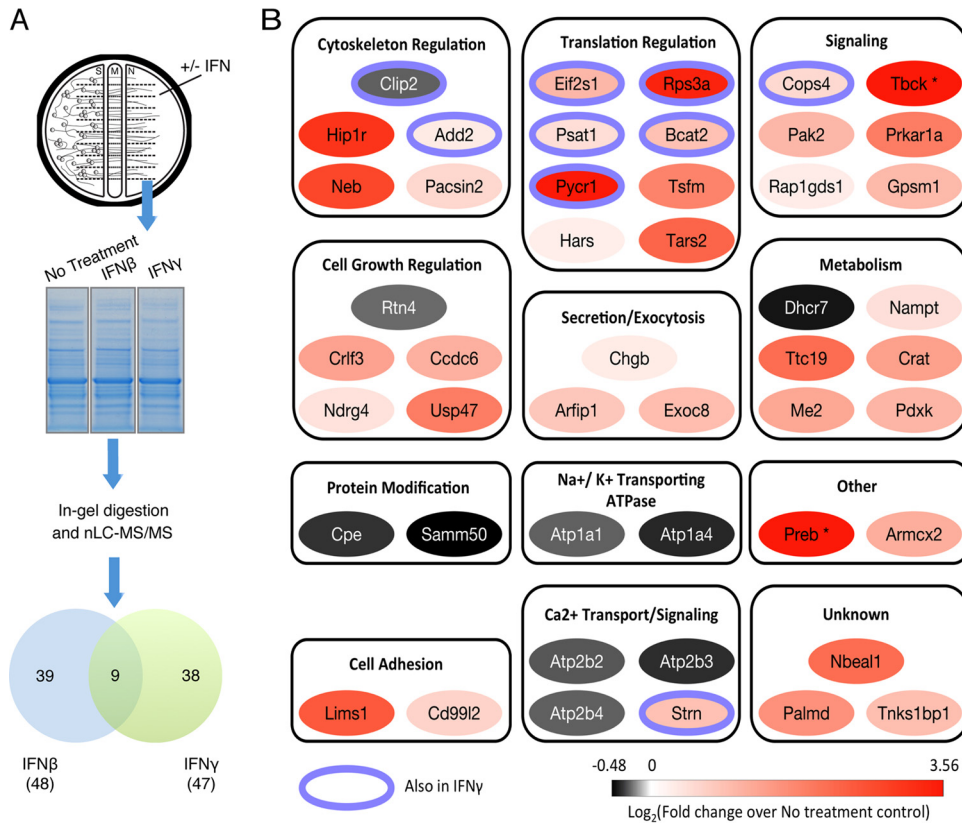 A
S M N
+/- IFN
No Treatment
IFNβ
IFNγ
In-gel digestion
and nLC-MS/MS
39
9
38
IFNβ
(48)
IFNγ
(47)
B
Cytoskeleton Regulation
Clip2
Hip1r
Add2
Neb
Pacsin2
Translation Regulation
Eif2s1
Rps3a
Psat1
Bcat2
Pycr1
Tsfm
Hars
Tars2
Signaling
Cops4
Tbck *
Pak2
Prkar1a
Rap1gds1
Gpsm1
Cell Growth Regulation
Rtn4
Crlf3
Ccdc6
Ndrg4
Usp47
Secretion/Exocytosis
Chgb
Arfip1
Exoc8
Metabolism
Dhcr7
Nampt
Ttc19
Crat
Me2
Pdxk
Protein Modification
Cpe
Samm50
Na+/ K+ Transporting
ATPase
Atp1a1
Atp1a4
Other
Preb *
Armcx2
Cell Adhesion
Lims1
Cd99l2
Ca2+ Transport/Signaling
Atp2b2
Atp2b3
Atp2b4
Strn
Unknown
Nbeal1
Palmd
Tnks1bp1
Also in IFNγ
-0.48 0 3.56
Log2(Fold change over No treatment control)